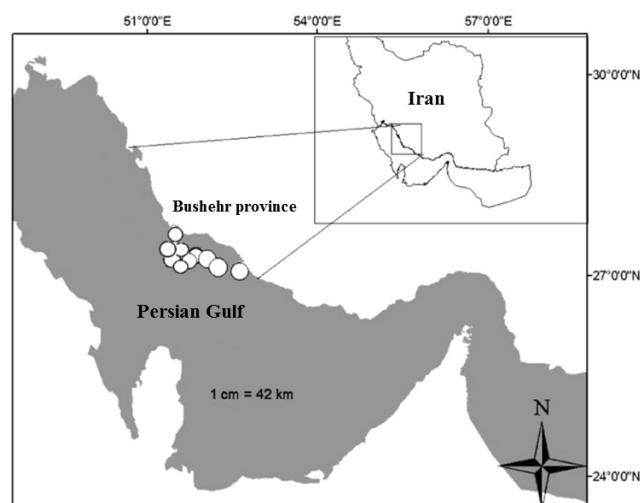 51°0'0"E
54°0'0"E
57°0'0"E
30°0'0"N
Iran
Bushehr province
27°0'0"N
Persian Gulf
1 cm = 42 km
N
24°0'0"N